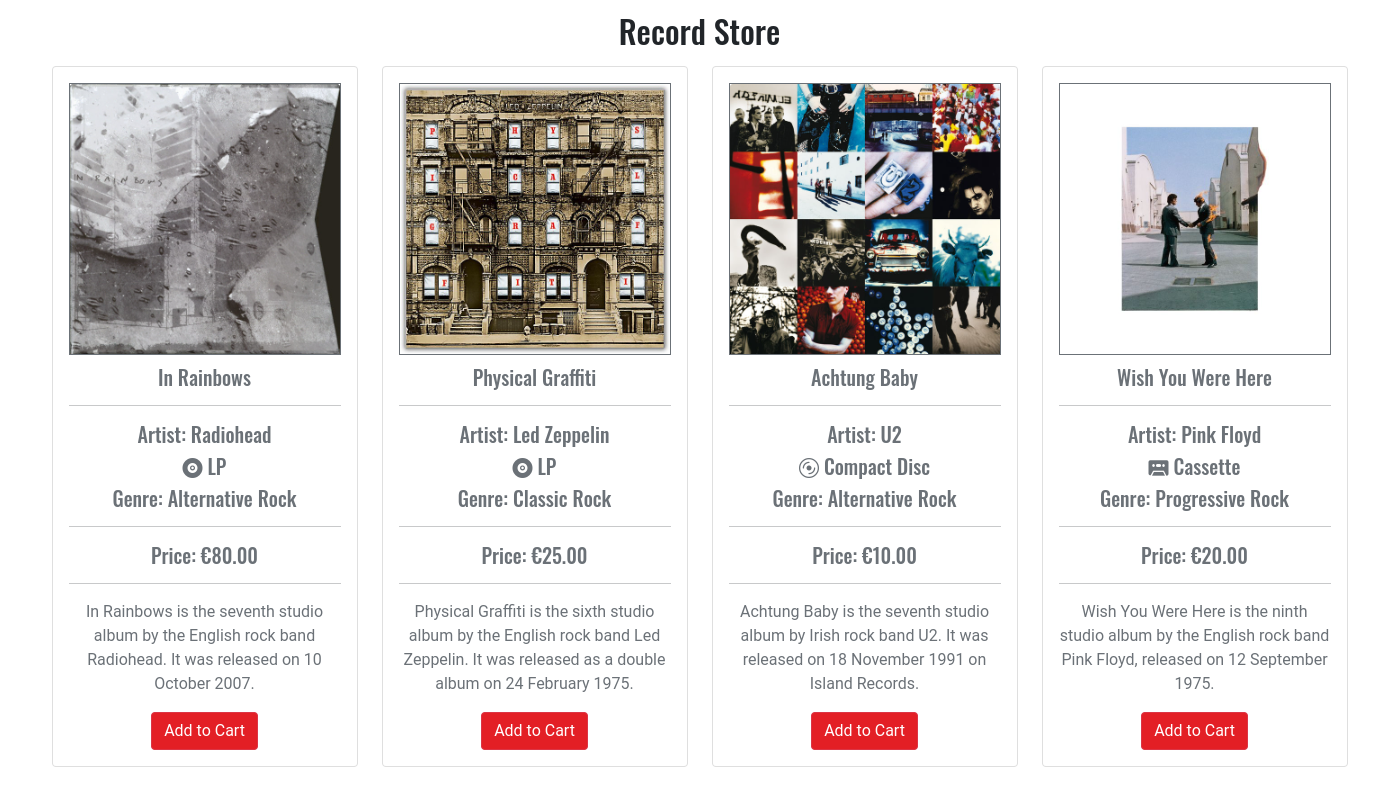 Record Store
IN RAINBOWS
LED ZEPPELIN
P H Y S
I C A L
G R A F
F I T I
In Rainbows
Artist: Radiohead
LP
Genre: Alternative Rock
Price: €80.00
In Rainbows is the seventh studio
album by the English rock band
Radiohead. It was released on 10
October 2007.
Add to Cart
Physical Graffiti
Artist: Led Zeppelin
LP
Genre: Classic Rock
Price: €25.00
Physical Graffiti is the sixth studio
album by the English rock band Led
Zeppelin. It was released as a double
album on 24 February 1975.
Add to Cart
U2
Achtung Baby
Artist: U2
Compact Disc
Genre: Alternative Rock
Price: €10.00
Achtung Baby is the seventh studio
album by Irish rock band U2. It was
released on 18 November 1991 on
Island Records.
Add to Cart
Wish You Were Here
Artist: Pink Floyd
Cassette
Genre: Progressive Rock
Price: €20.00
Wish You Were Here is the ninth
studio album by the English rock band
Pink Floyd, released on 12 September
1975.
Add to Cart